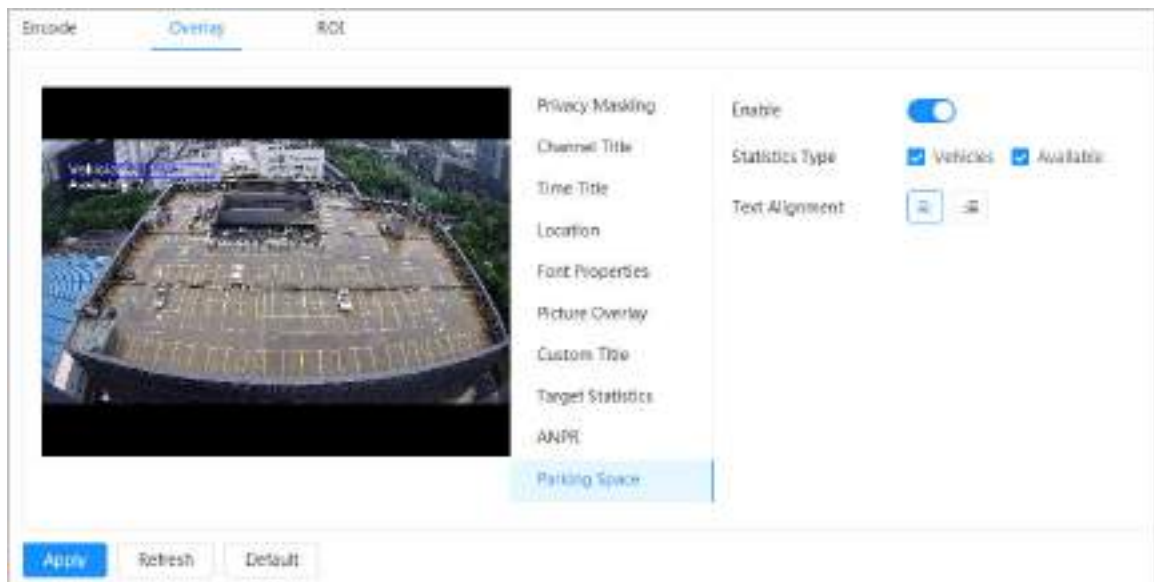 Encode Overlay ROI
Privacy Masking
Channel Title
Time Title
Location
Font Properties
Picture Overlay
Custom Title
Target Statistics
ANPR
Parking Space
Enable
Statistics Type Vehicles Available
Text Alignment
Apply Refresh Default